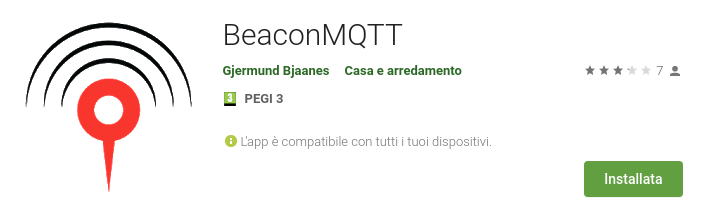 BeaconMQTT
Gjermund Bjaanes Casa e arredamento 7
3 PEGI 3
L'app è compatibile con tutti i tuoi dispositivi.
Installata